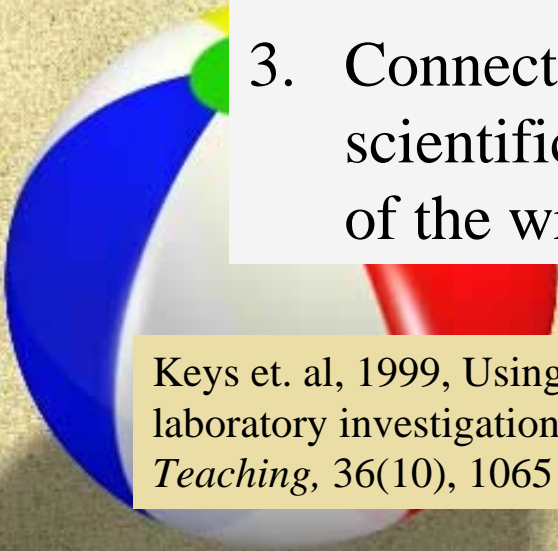 3. Connect
scientific
of the
Keys et. al, 1999, Using
laboratory investigation
Teaching, 36(10), 1065